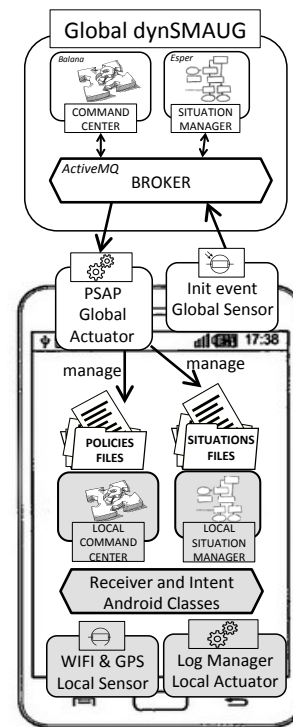 Global dynSMAUG
Balana
Esper
COMMAND
CENTER
SITUATION
MANAGER
ActiveMQ
BROKER
PSAP
Global
Actuator
Init event
Global Sensor
17:38
manage
manage
POLICIES
FILES
SITUATIONS
FILES
LOCAL
COMMAND
CENTER
LOCAL
SITUATION
MANAGER
Receiver and Intent
Android Classes
WIFI & GPS
Local Sensor
Log Manager
Local Actuator